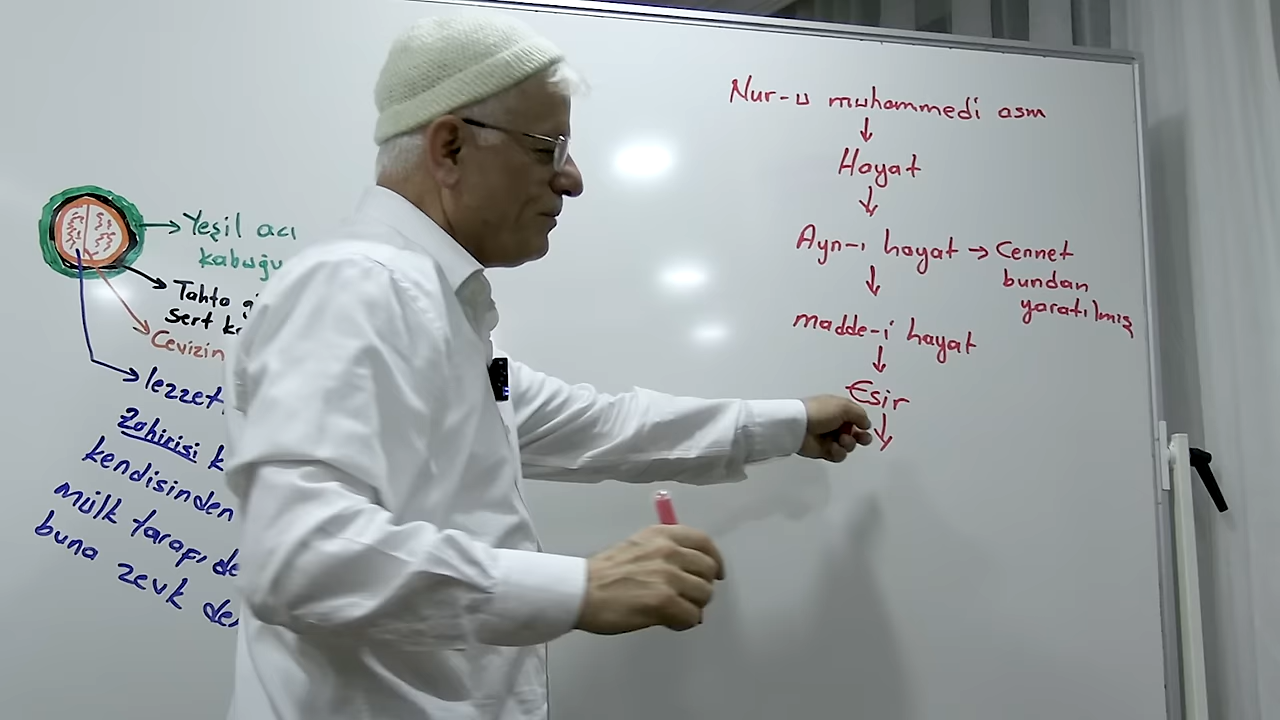 Yeşil acı
kabuğu
Tahta
sert
Cevizin
lezzet
Zahirisi
kendisinden
mülk tarafı de
buna zevk
Nur-u muhammedi asm
Hayat
Ayn-ı hayat → Cennet
bundan
yaratılmış
madde-i hayat
Esir